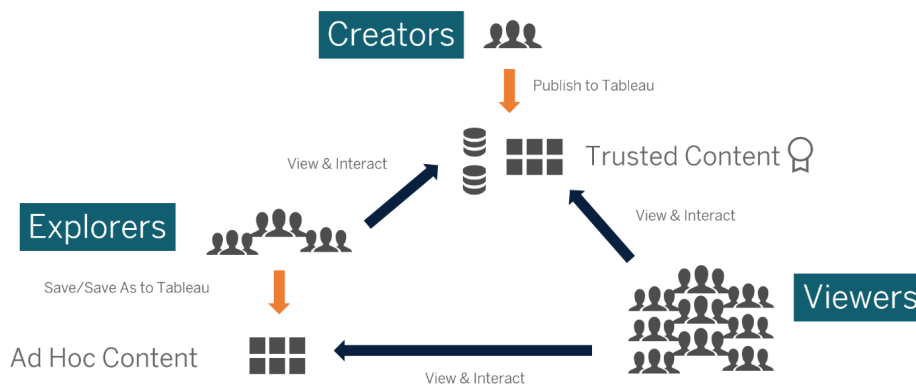 Creators
Publish to Tableau
Trusted Content
View & Interact
View & Interact
Explorers
Save/Save As to Tableau
Viewers
Ad Hoc Content
View & Interact